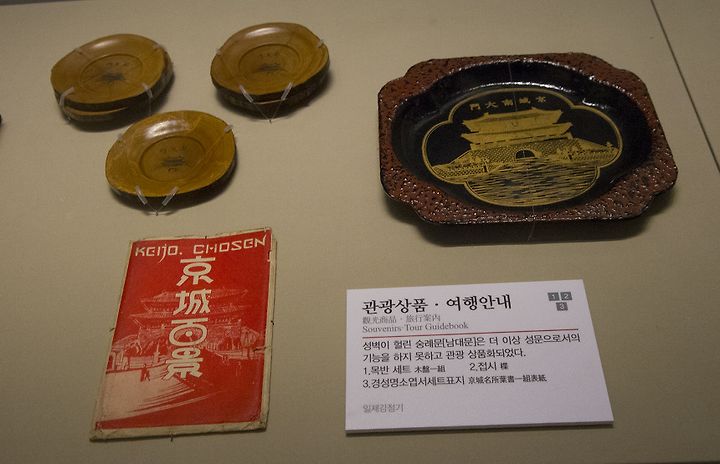 京城南大門
KEIJO, CHOSEN
京城百景
관광상품 · 여행안내
觀光商品 · 旅行案內
Souvenirs·Tour Guidebook
1 2
3
성벽이 헐린 숭례문[남대문]은 더 이상 성문으로서의
기능을 하지 못하고 관광 상품화되었다.
1.목반 세트 木盤一組 2.접시 楪
3.경성명소엽서세트표지 京城名所葉書一組表紙
일제강점기